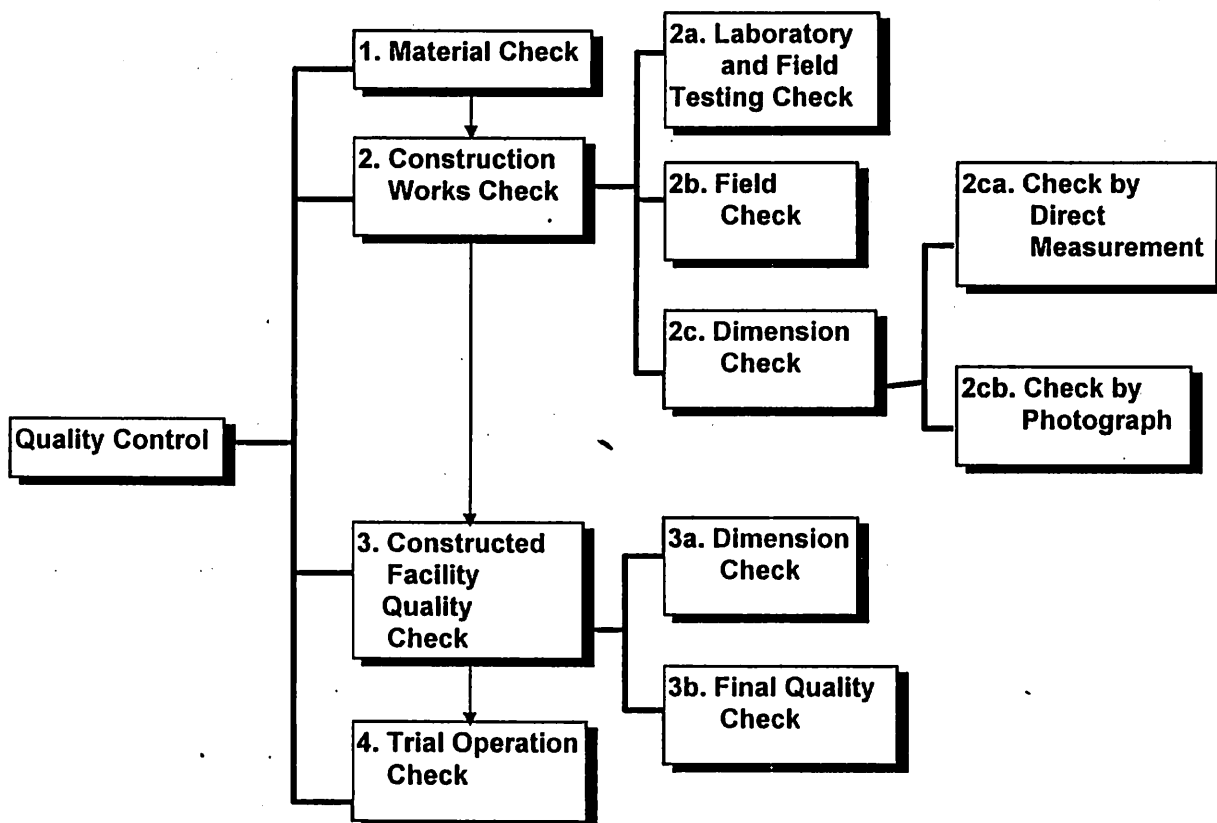 Quality Control
1. Material Check
2. Construction
Works Check
2a. Laboratory
and Field
Testing Check
2b. Field
Check
2c. Dimension
Check
2ca. Check by
Direct
Measurement
2cb. Check by
Photograph
3. Constructed
Facility
Quality
Check
3a. Dimension
Check
3b. Final Quality
Check
4. Trial Operation
Check